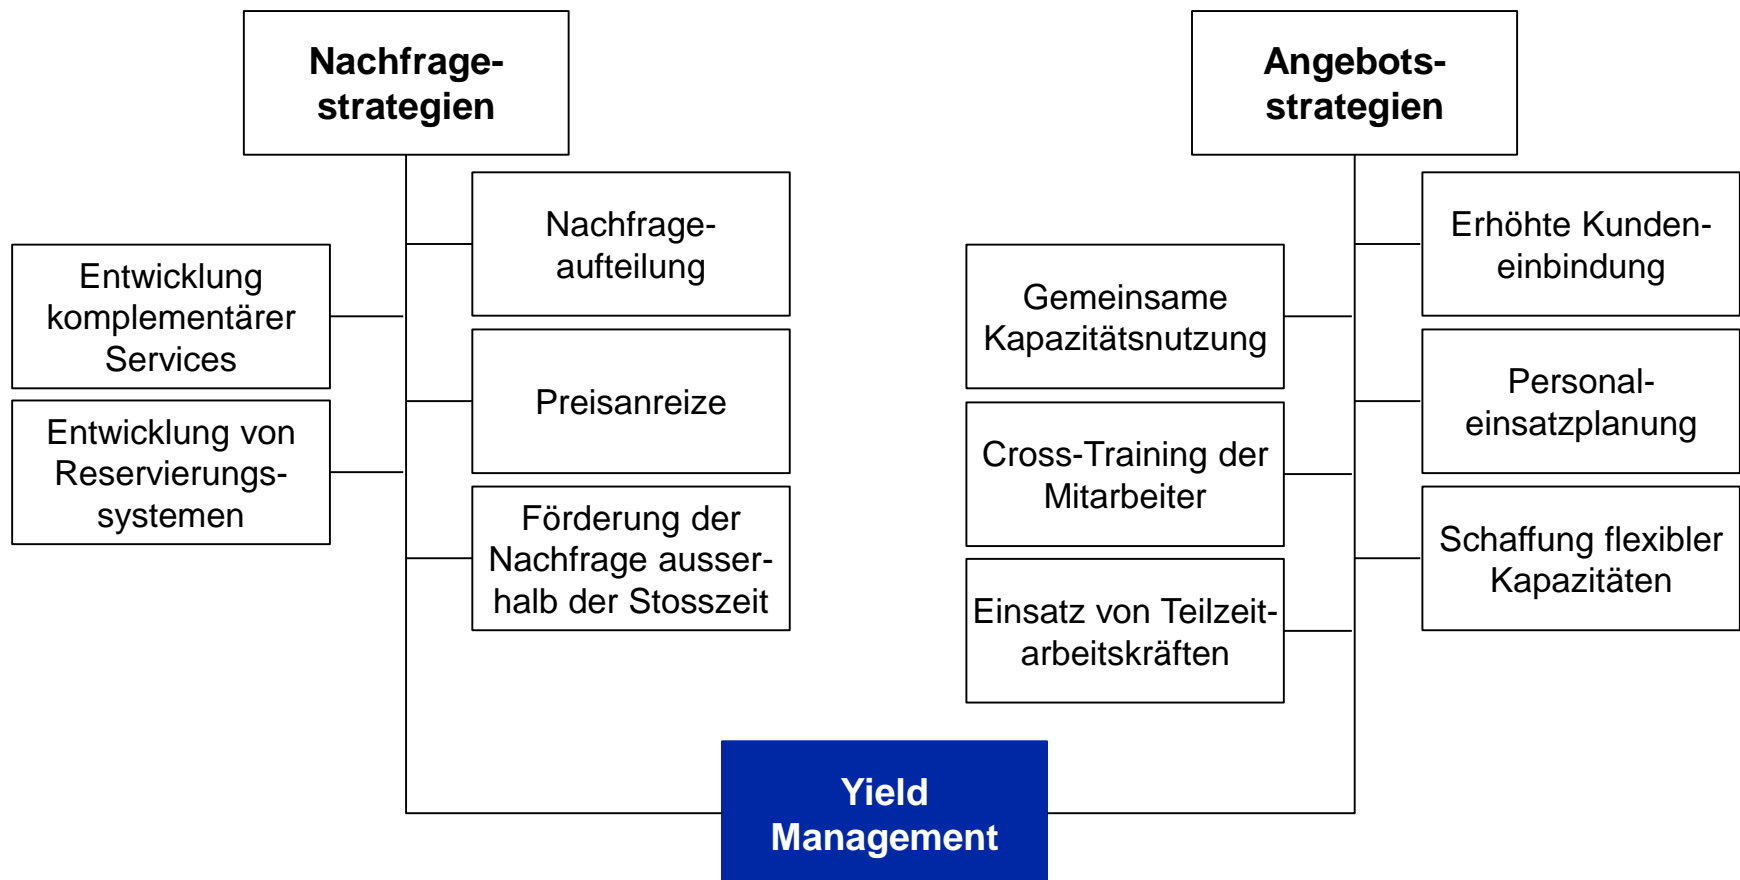 Nachfrage-
strategien
Nachfrage-
aufteilung
Entwicklung
komplementärer
Services
Preisanreize
Entwicklung von
Reservierungs-
systemen
Förderung der
Nachfrage ausser-
halb der Stosszeit
Angebots-
strategien
Erhöhte Kunden-
einbindung
Gemeinsame
Kapazitätsnutzung
Personal-
einsatzplanung
Cross-Training der
Mitarbeiter
Schaffung flexibler
Kapazitäten
Einsatz von Teilzeit-
arbeitskräften
Yield
Management